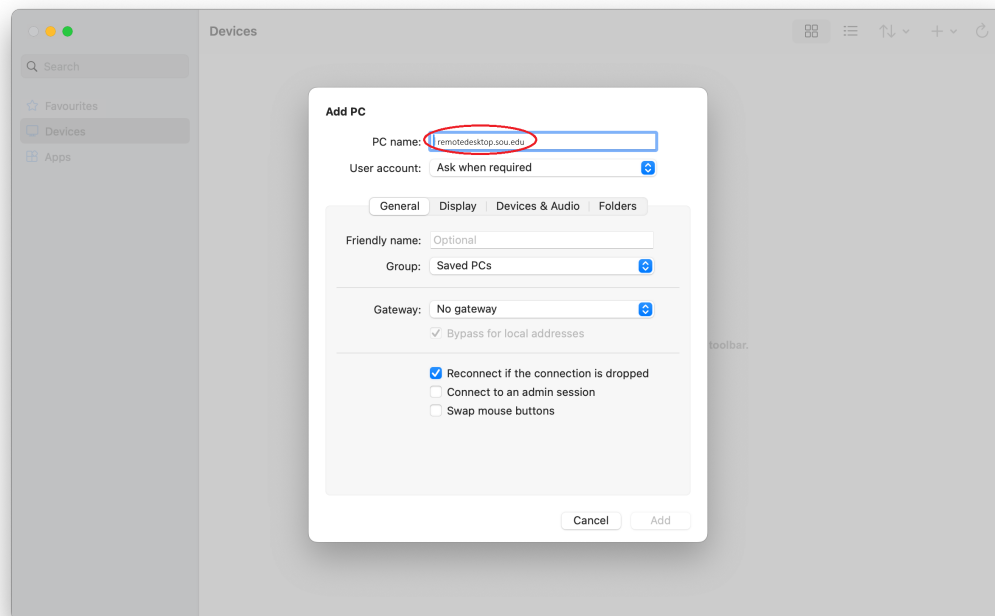 Devices
Search
Favourites
Devices
Apps
Add PC
PC name: remotedesktop.sou.edu
User account: Ask when required
General Display Devices & Audio Folders
Friendly name: Optional
Group: Saved PCs
Gateway: No gateway
Bypass for local addresses
toolbar.
Reconnect if the connection is dropped
Connect to an admin session
Swap mouse buttons
Cancel Add